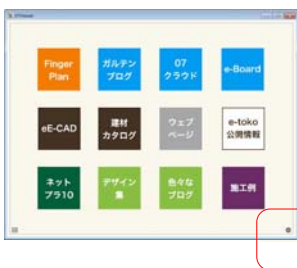 Finger
Plan
ガルテン
ブログ
07
クラウド
e-Board
eE-CAD
建材
カタログ
ウェブ
ページ
e-toko
公開情報
ネット
プラ10
デザイン
集
色々な
ブログ
施工例